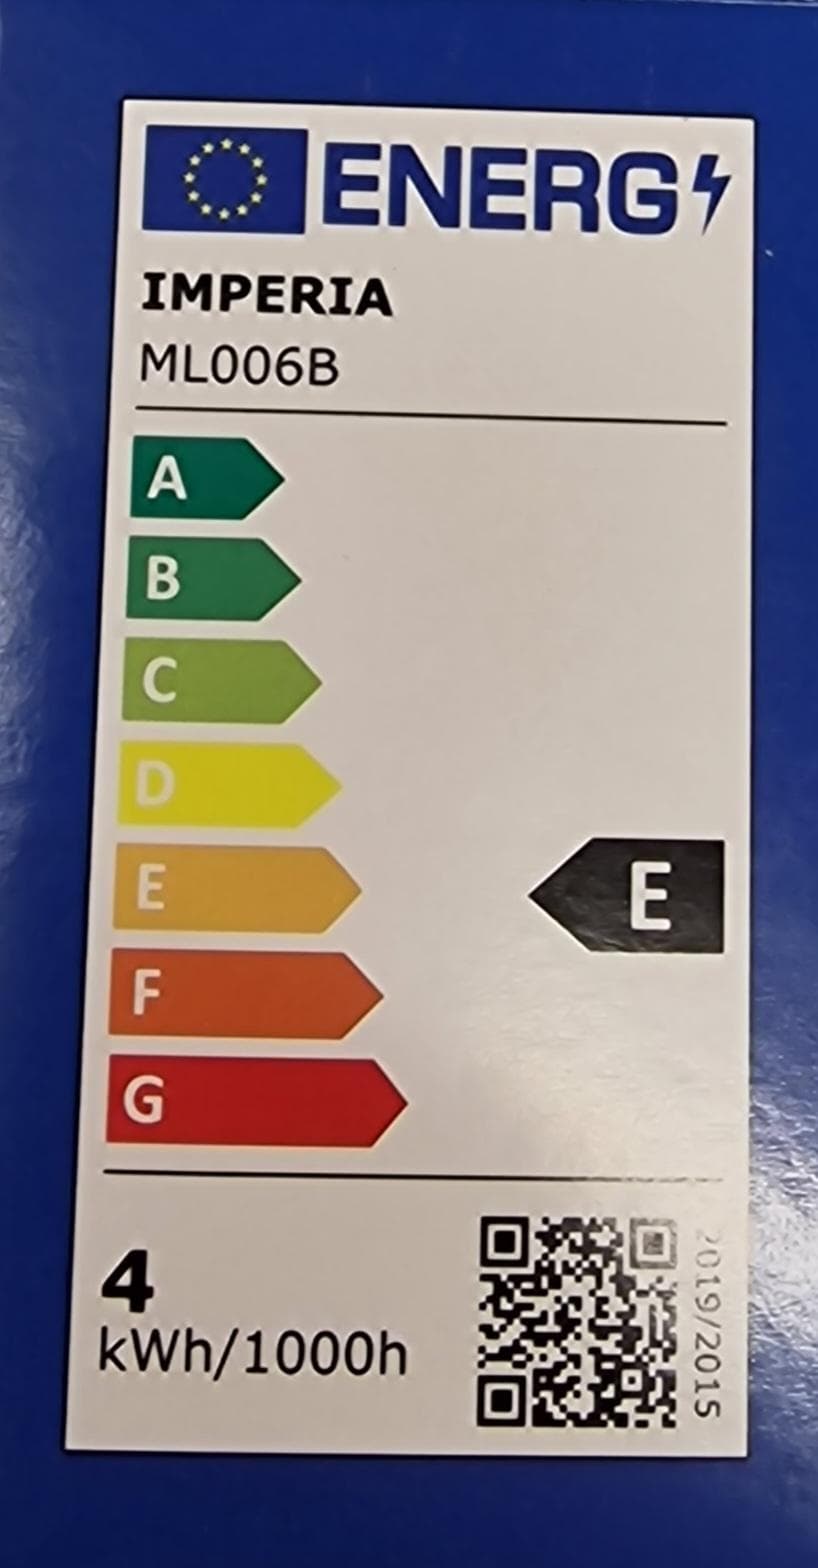 ENERG
IMPERIA
ML006B
A
B
C
D
E
E
F
G
4
kWh/1000h
2019/2015